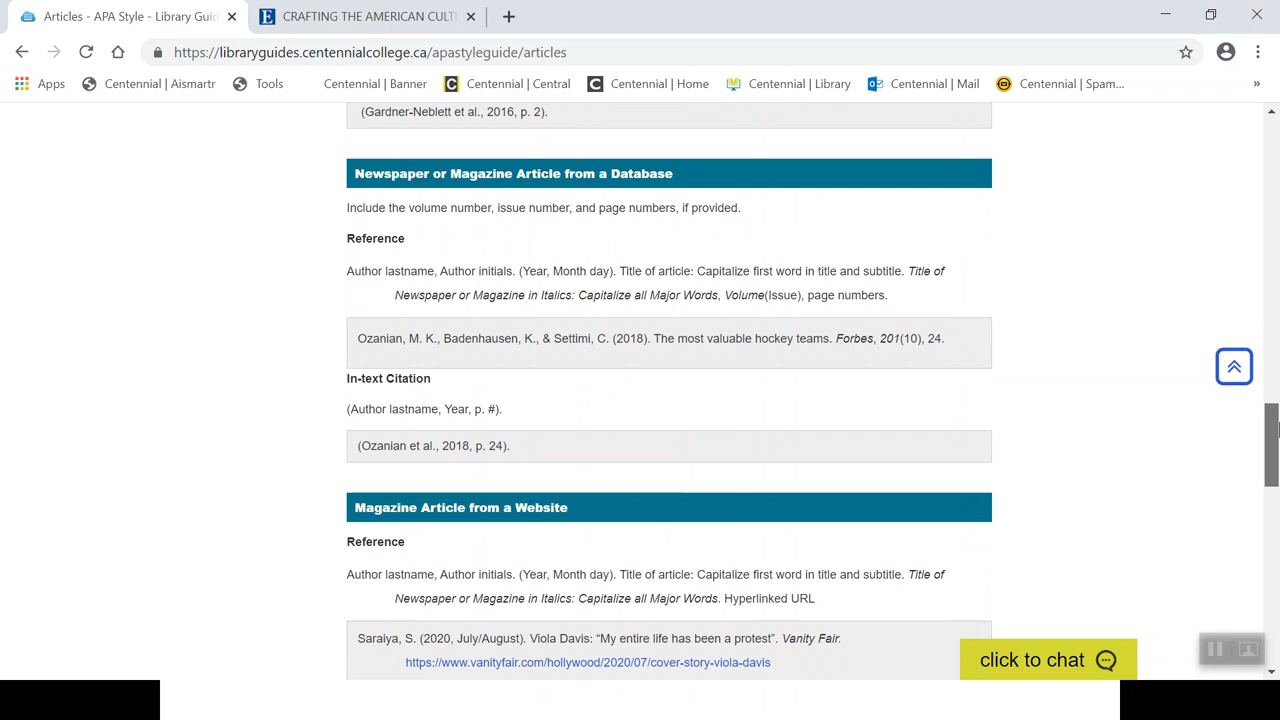 Articles - APA Style - Library Guid
CRAFTING THE AMERICAN CULT
https://libraryguides.centennialcollege.ca/apastyleguide/articles
Apps
Centennial | Aismartr
Tools
Centennial | Banner
Centennial | Central
Centennial | Home
Centennial | Library
Centennial | Mail
Centennial | Spam...
»
(Gardner-Neblett et al., 2016, p. 2).
Newspaper or Magazine Article from a Database
Include the volume number, issue number, and page numbers, if provided.
Reference
Author lastname, Author initials. (Year, Month day). Title of article: Capitalize first word in title and subtitle. Title of
Newspaper or Magazine in Italics: Capitalize all Major Words, Volume(Issue), page numbers.
Ozanian, M. K., Badenhausen, K., & Settimi, C. (2018). The most valuable hockey teams. Forbes, 201(10), 24.
In-text Citation
(Author lastname, Year, p. #).
(Ozanian et al., 2018, p. 24).
Magazine Article from a Website
Reference
Author lastname, Author initials. (Year, Month day). Title of article: Capitalize first word in title and subtitle. Title of
Newspaper or Magazine in Italics: Capitalize all Major Words. Hyperlinked URL
Saraiya, S. (2020, July/August). Viola Davis: “My entire life has been a protest”. Vanity Fair.
https://www.vanityfair.com/hollywood/2020/07/cover-story-viola-davis
click to chat